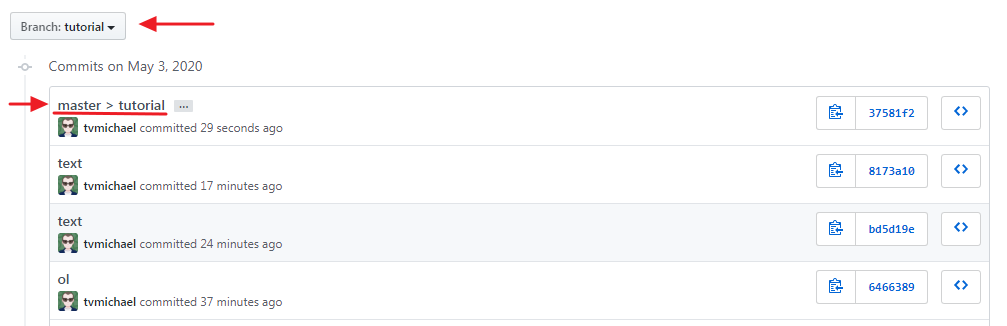 Branch: tutorial
Commits on May 3, 2020
master > tutorial ...
tvmichael committed 29 seconds ago
37581f2
text
tvmichael committed 17 minutes ago
8173a10
text
tvmichael committed 24 minutes ago
bd5d19e
ol
tvmichael committed 37 minutes ago
6466389